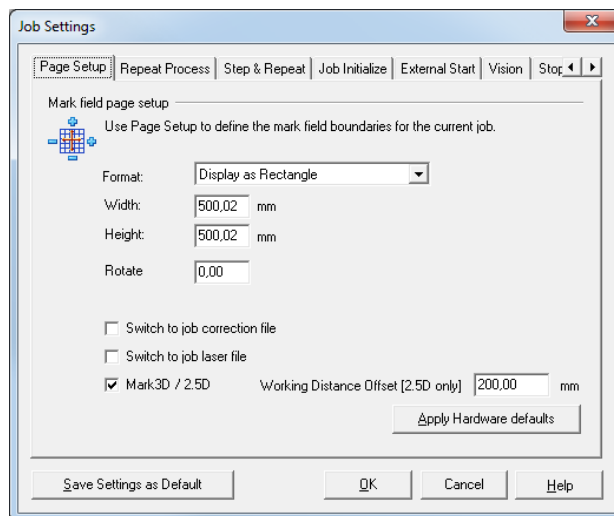 Job Settings
Page Setup Repeat Process Step & Repeat Job Initialize External Start Vision Stop
Mark field page setup
Use Page Setup to define the mark field boundaries for the current job.
Format: Display as Rectangle
Width: 500,02 mm
Height: 500,02 mm
Rotate 0,00
Switch to job correction file
Switch to job laser file
Mark3D / 2.5D Working Distance Offset [2.5D only] 200,00 mm
Apply Hardware defaults
Save Settings as Default OK Cancel Help